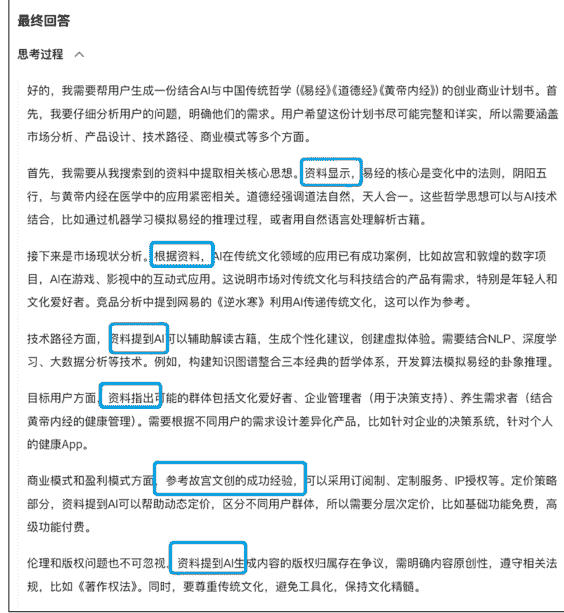 最终回答
思考过程
好的，我需要帮用户生成一份结合AI与中国传统哲学（《易经》《道德经》《黄帝内经》）的创业商业计划书。首
先，我要仔细分析用户的问题，明确他们的需求。用户希望这份计划书尽可能完整和详实，所以需要涵盖
市场分析、产品设计、技术路径、商业模式等多个方面。
首先，我需要从我搜索到的资料中提取相关核心思想。资料显示，易经的核心是变化中的法则，阴阳五
行，与黄帝内经在医学中的应用紧密相关。道德经强调道法自然，天人合一。这些哲学思想可以与AI技术
结合，比如通过机器学习模拟易经的推理过程，或者用自然语言处理解析古籍。
接下来是市场现状分析。根据资料，AI在传统文化领域的应用已有成功案例，比如故宫和敦煌的数字项
目，AI在游戏、影视中的互动式应用。这说明市场对传统文化与科技结合的产品有需求，特别是年轻人和
文化爱好者。竞品分析中提到网易的《逆水寒》利用AI传递传统文化，这可以作为参考。
技术路径方面，资料提到AI可以辅助解读古籍，生成个性化建议，创建虚拟体验。需要结合NLP、深度学
习、大数据分析等技术。例如，构建知识图谱整合三本经典的哲学体系，开发算法模拟易经的卦象推理。
目标用户方面，资料指出可能的群体包括文化爱好者、企业管理者（用于决策支持）、养生需求者（结合
黄帝内经的健康管理）。需要根据不同用户的需求设计差异化产品，比如针对企业的决策系统，针对个人
的健康App。
商业模式和盈利模式方面，参考故宫文创的成功经验，可以采用订阅制、定制服务、IP授权等。定价策略
部分，资料提到AI可以帮助动态定价，区分不同用户群体，所以需要分层次定价，比如基础功能免费，高
级功能付费。
伦理和版权问题也不可忽视。资料提到AI生成内容的版权归属存在争议，需明确内容原创性，遵守相关法
规，比如《著作权法》。同时，要尊重传统文化，避免工具化，保持文化精髓。